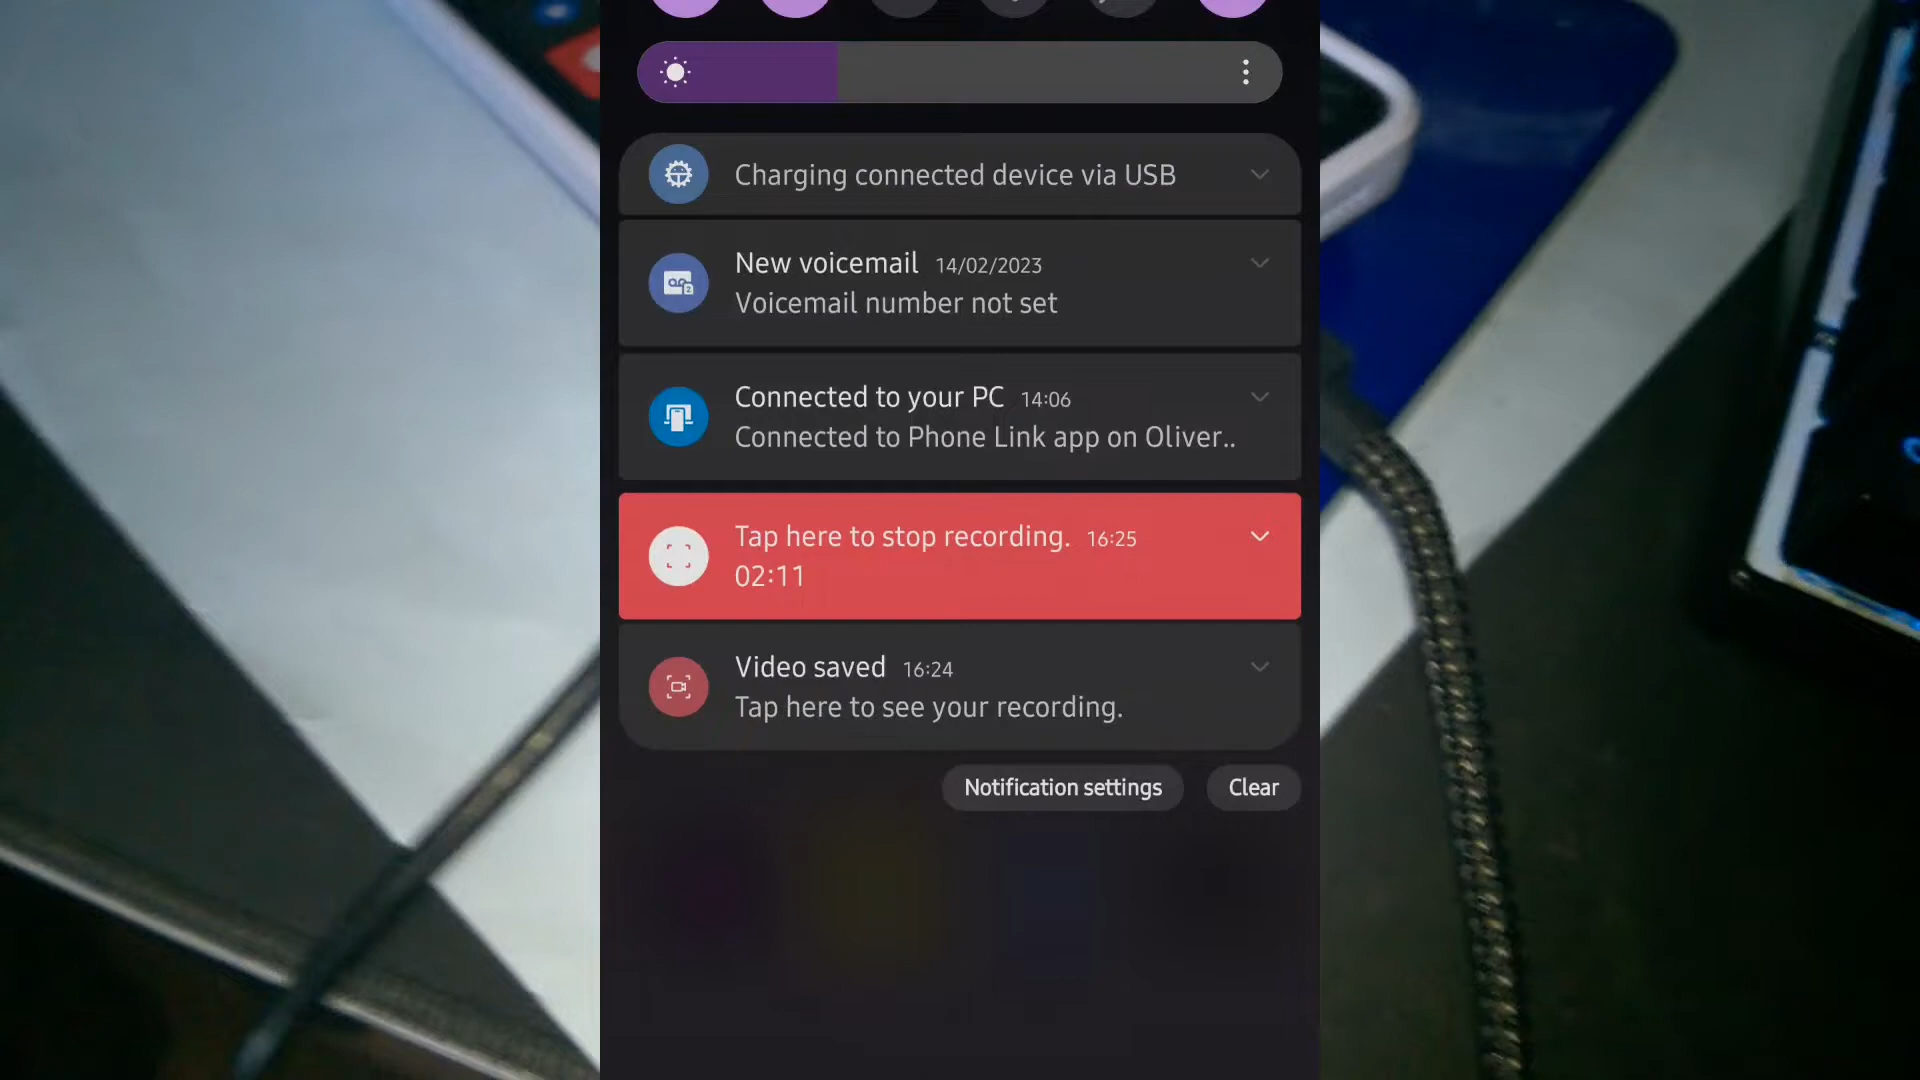 Charging connected device via USB
New voicemail 14/02/2023
Voicemail number not set
Connected to your PC 14:06
Connected to Phone Link app on Oliver..
Tap here to stop recording. 16:25
02:11
Video saved 16:24
Tap here to see your recording.
Notification settings Clear